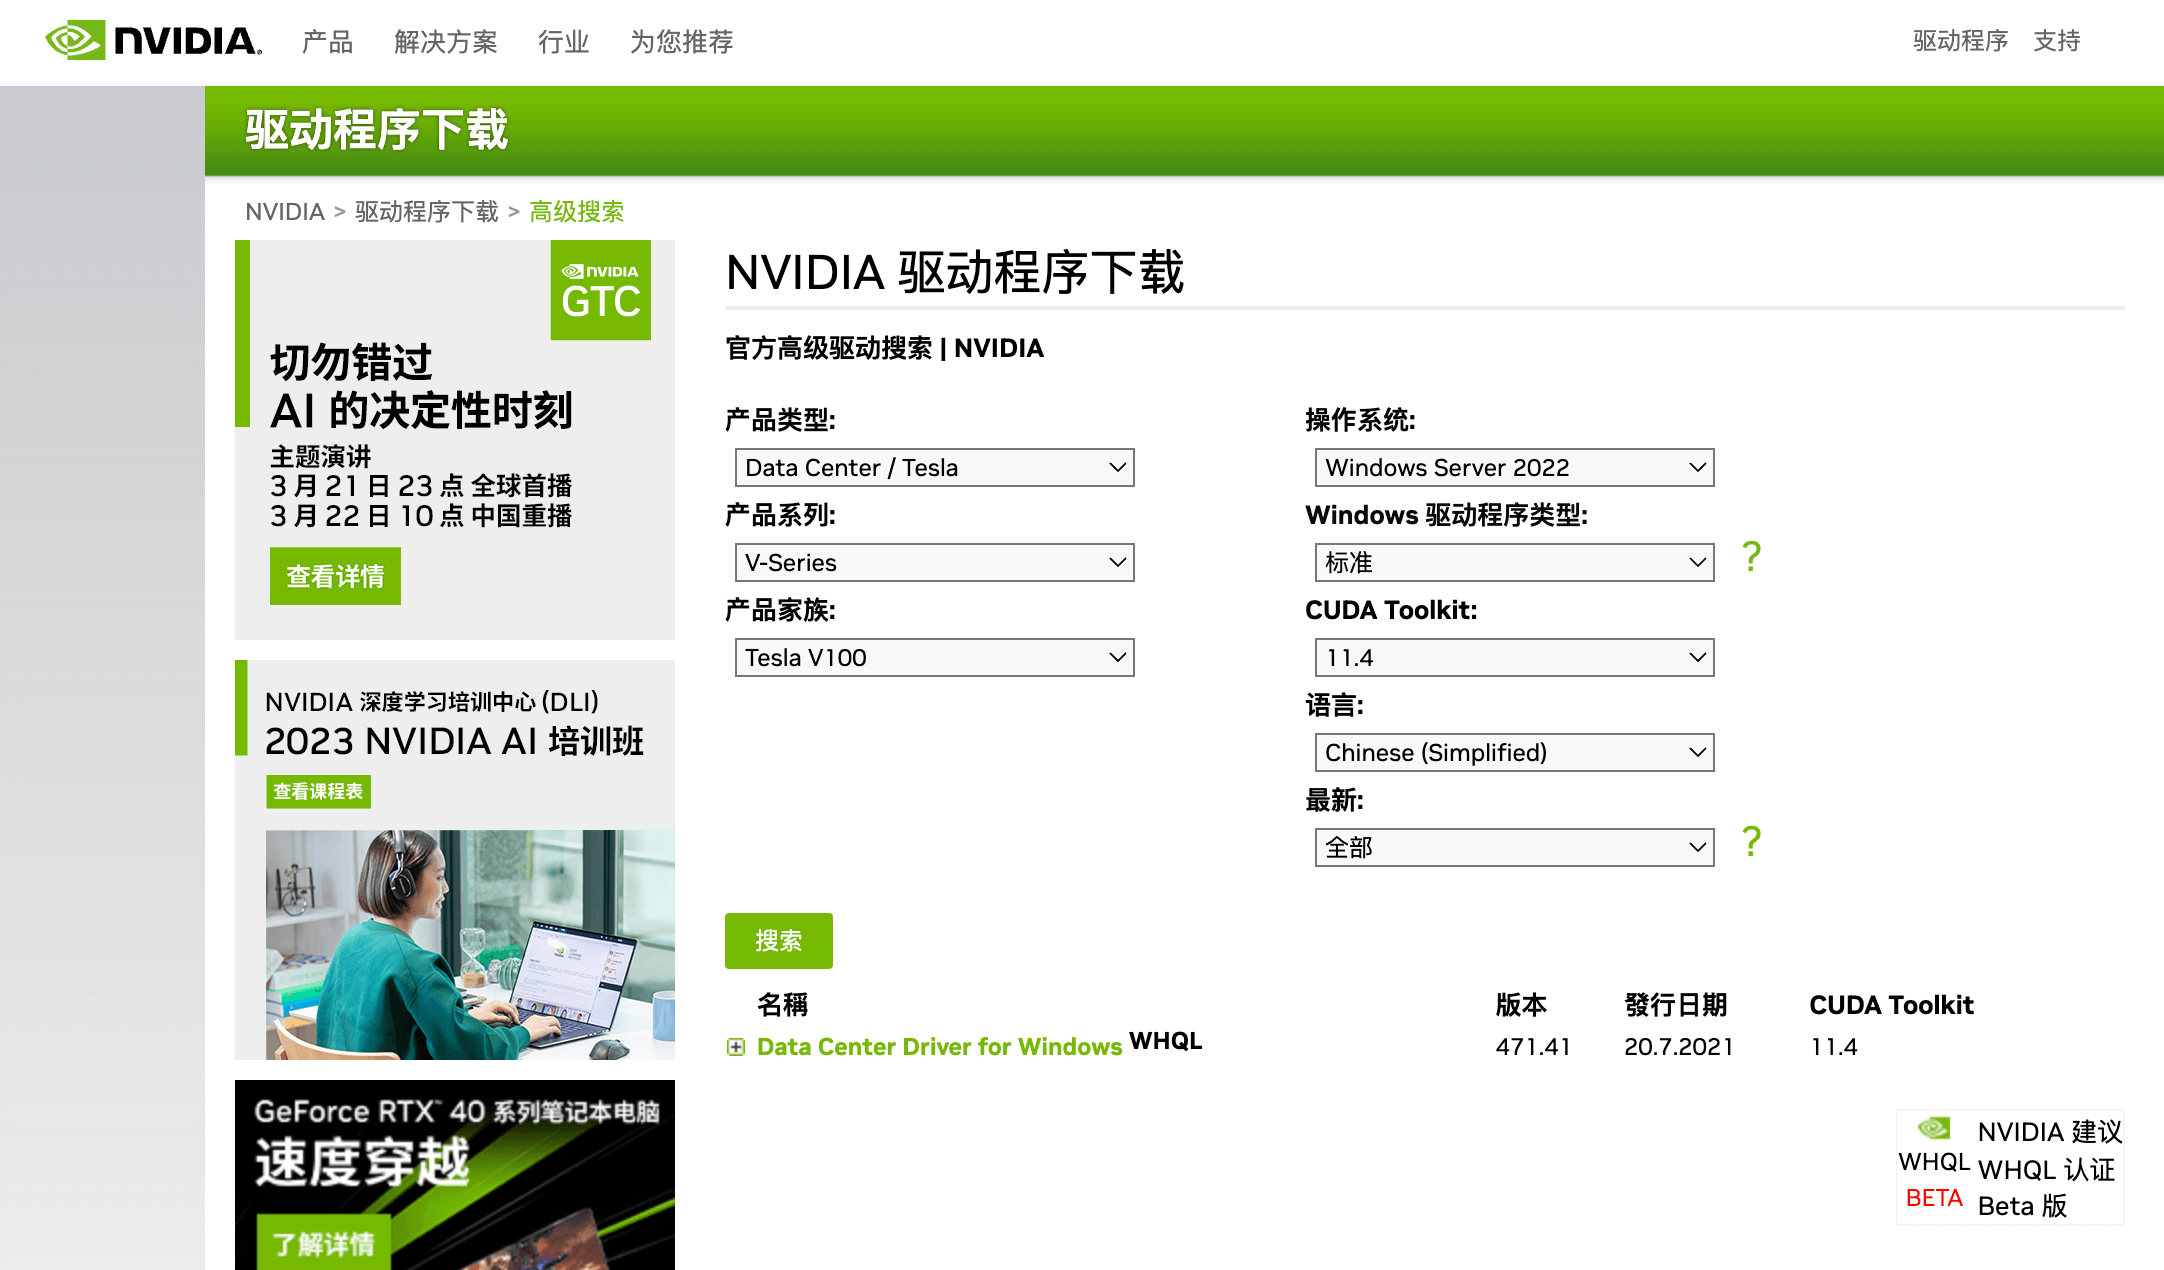 NVIDIA. 产品 解决方案 行业 为您推荐 驱动程序 支持
驱动程序下载
NVIDIA > 驱动程序下载 > 高级搜索
NVIDIA
GTC
切勿错过
AI 的决定性时刻
主题演讲
3 月 21 日 23 点 全球首播
3 月 22 日 10 点 中国重播
查看详情
NVIDIA 深度学习培训中心 (DLI)
2023 NVIDIA AI 培训班
查看课程表
GeForce RTX™ 40 系列笔记本电脑
速度穿越
了解详情
NVIDIA 驱动程序下载
官方高级驱动搜索 | NVIDIA
产品类型:
Data Center / Tesla
产品系列:
V-Series
产品家族:
Tesla V100
操作系统:
Windows Server 2022
Windows 驱动程序类型:
标准 ?
CUDA Toolkit:
11.4
语言:
Chinese (Simplified)
最新:
全部 ?
搜索
名稱 版本 發行日期 CUDA Toolkit
Data Center Driver for Windows WHQL 471.41 20.7.2021 11.4
NVIDIA 建议
WHQL WHQL 认证
BETA Beta 版